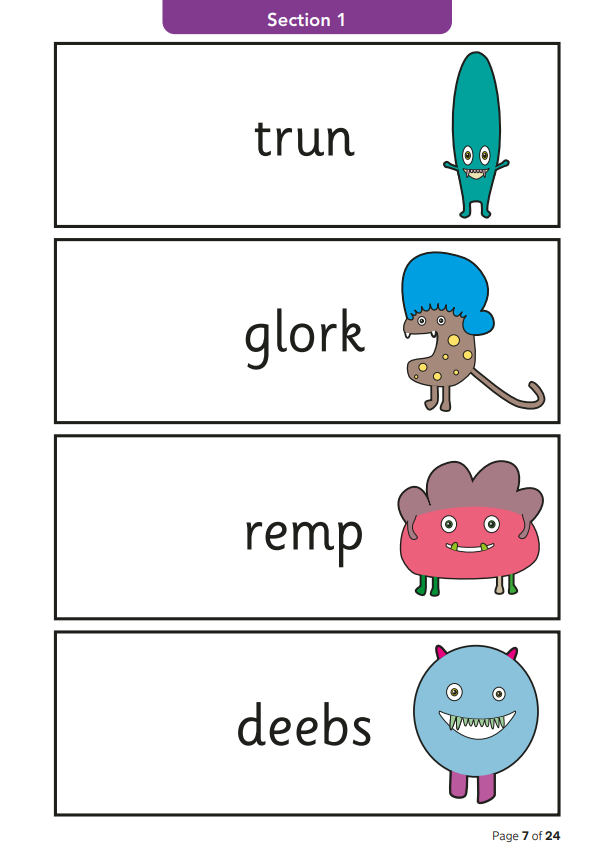 Section 1
trun
glork
remp
deebs
Page 7 of 24